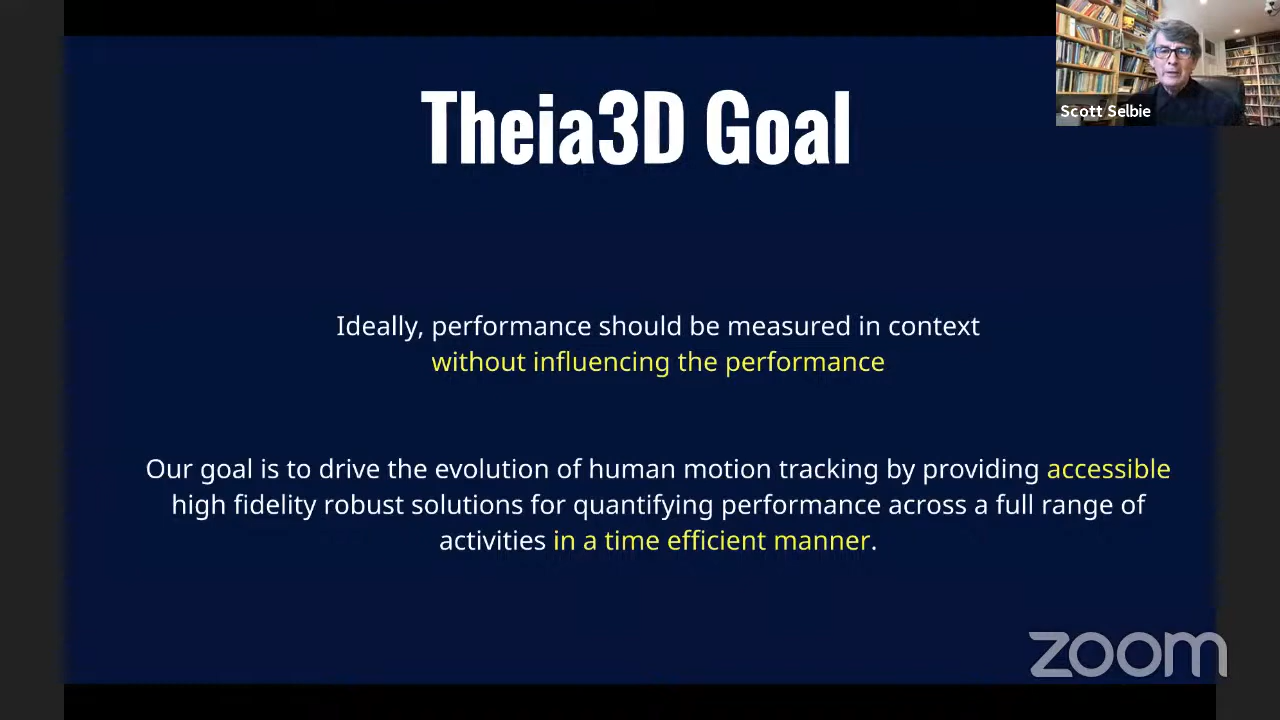 Theia3D Goal
Scott Selbie
Ideally, performance should be measured in context
without influencing the performance
Our goal is to drive the evolution of human motion tracking by providing accessible
high fidelity robust solutions for quantifying performance across a full range of
activities in a time efficient manner.
zoom